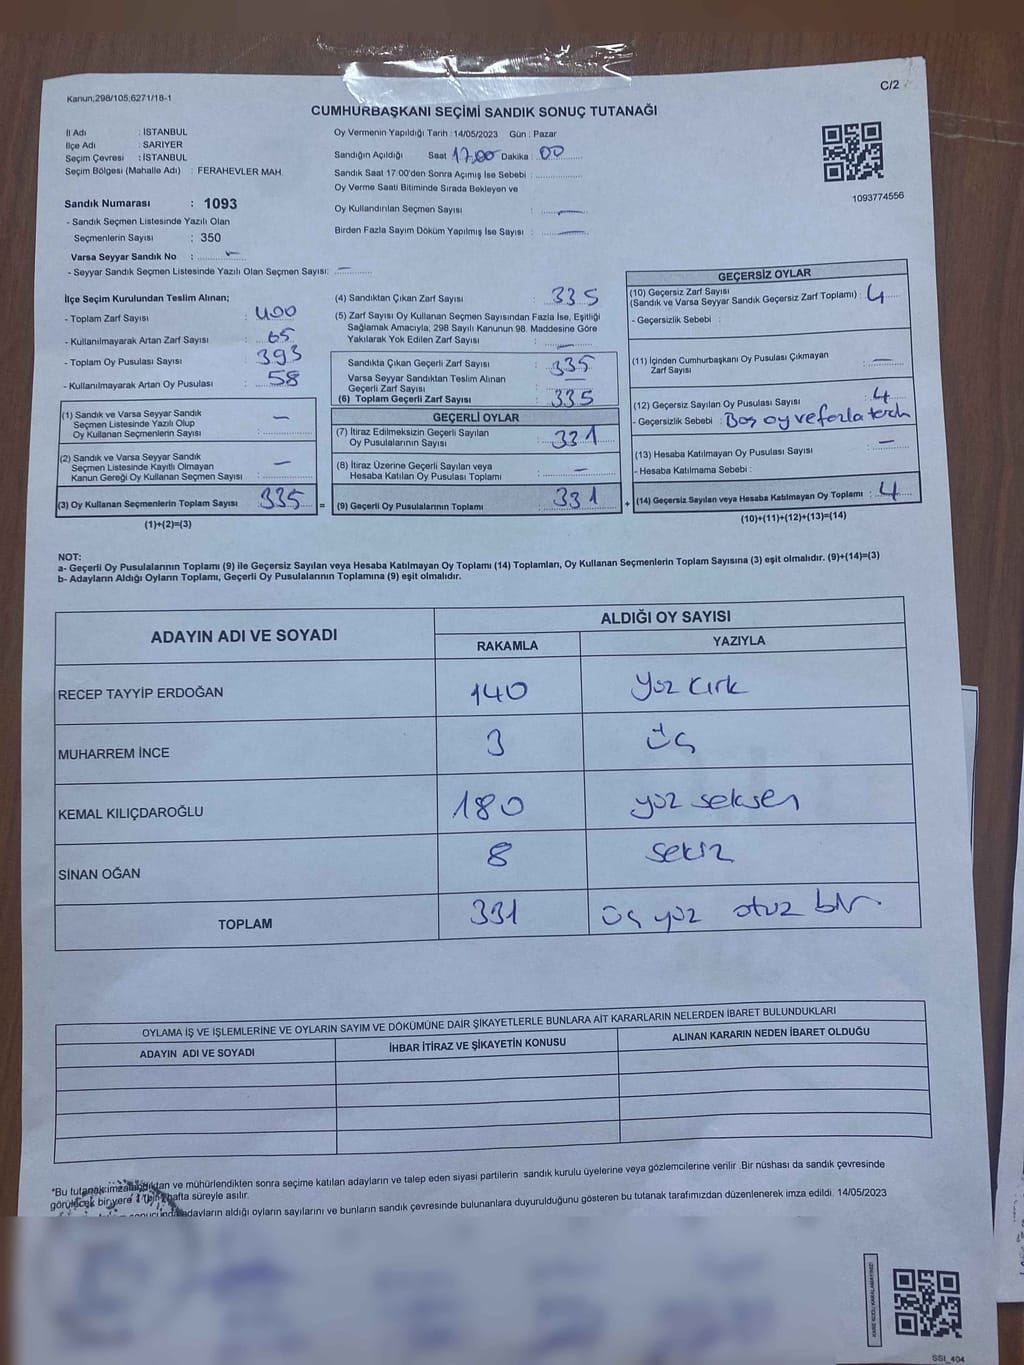 C/2
Kanun;298/105,6271/18-1
CUMHURBAŞKANI SEÇİMİ SANDIK SONUÇ TUTANAĞI
İl Adı : İSTANBUL
İlçe Adı : SARIYER
Seçim Çevresi : İSTANBUL
Seçim Bölgesi (Mahalle Adı) : FERAHEVLER MAH.
Oy Vermenin Yapıldığı Tarih : 14/05/2023 Gün : Pazar
Sandığın Açıldığı Saat 17:00 Dakika : 00
Sandık Saat 17:00'den Sonra Açımış İse Sebebi :
Oy Verme Saati Bitiminde Sırada Bekleyen ve
Oy Kullandırılan Seçmen Sayısı : —
Birden Fazla Sayım Döküm Yapılmış İse Sayısı : —
1093774556
Sandık Numarası : 1093
- Sandık Seçmen Listesinde Yazılı Olan
Seçmenlerin Sayısı : 350
Varsa Seyyar Sandık No : —
- Seyyar Sandık Seçmen Listesinde Yazılı Olan Seçmen Sayısı: —
İlçe Seçim Kurulundan Teslim Alınan;
- Toplam Zarf Sayısı : 400
- Kullanılmayarak Artan Zarf Sayısı : 65
- Toplam Oy Pusulası Sayısı : 393
- Kullanılmayarak Artan Oy Pusulası : 58
(1) Sandık ve Varsa Seyyar Sandık
Seçmen Listesinde Yazılı Olup
Oy Kullanan Seçmenlerin Sayısı : —
(2) Sandık ve Varsa Seyyar Sandık
Seçmen Listesinde Kayıtlı Olmayan
Kanun Gereği Oy Kullanan Seçmen Sayısı : —
(3) Oy Kullanan Seçmenlerin Toplam Sayısı : 335 =
(1)+(2)=(3)
(4) Sandıktan Çıkan Zarf Sayısı : 335
(5) Zarf Sayısı Oy Kullanan Seçmen Sayısından Fazla İse, Eşitliği
Sağlamak Amacıyla; 298 Sayılı Kanunun 98. Maddesine Göre
Yakılarak Yok Edilen Zarf Sayısı : —
Sandıkta Çıkan Geçerli Zarf Sayısı : 335
Varsa Seyyar Sandıktan Teslim Alınan
Geçerli Zarf Sayısı : —
(6) Toplam Geçerli Zarf Sayısı : 335
GEÇERLİ OYLAR
(7) İtiraz Edilmeksizin Geçerli Sayılan
Oy Pusulalarının Sayısı : 331
(8) İtiraz Üzerine Geçerli Sayılan veya
Hesaba Katılan Oy Pusulası Toplamı : —
(9) Geçerli Oy Pusulalarının Toplamı : 331 +
GEÇERSİZ OYLAR
(10) Geçersiz Zarf Sayısı
(Sandık ve Varsa Seyyar Sandık Geçersiz Zarf Toplamı) : 4
- Geçersizlik Sebebi :
(11) İçinden Cumhurbaşkanı Oy Pusulası Çıkmayan
Zarf Sayısı : —
(12) Geçersiz Sayılan Oy Pusulası Sayısı : 4
- Geçersizlik Sebebi : Boş oy ve fazla
(13) Hesaba Katılmayan Oy Pusulası Sayısı : —
- Hesaba Katılmama Sebebi :
(14) Geçersiz Sayılan veya Hesaba Katılmayan Oy Toplamı : 4
(10)+(11)+(12)+(13)=(14)
NOT:
a- Geçerli Oy Pusulalarının Toplamı (9) ile Geçersiz Sayılan veya Hesaba Katılmayan Oy Toplamı (14) Toplamları, Oy Kullanan Seçmenlerin Toplam Sayısına (3) eşit olmalıdır. (9)+(14)=(3)
b- Adayların Aldığı Oyların Toplamı, Geçerli Oy Pusulalarının Toplamına (9) eşit olmalıdır.
ADAYIN ADI VE SOYADI
ALDIĞI OY SAYISI
RAKAMLA YAZIYLA
RECEP TAYYİP ERDOĞAN 140 Yüz kırk
MUHARREM İNCE 3 üç
KEMAL KILIÇDAROĞLU 180 yüz seksen
SİNAN OĞAN 8 sekiz
TOPLAM 331 üç yüz otuz bir.
OYLAMA İŞ VE İŞLEMLERİNE VE OYLARIN SAYIM VE DÖKÜMÜNE DAİR ŞİKAYETLERLE BUNLARA AİT KARARLARIN NELERDEN İBARET BULUNDUKLARI
ADAYIN ADI VE SOYADI İHBAR İTİRAZ VE ŞİKAYETİN KONUSU ALINAN KARARIN NEDEN İBARET OLDUĞU
*Bu tutanak imzalandıktan ve mühürlendikten sonra seçime katılan adayların ve talep eden siyasi partilerin sandık kurulu üyelerine veya gözlemcilerine verilir. Bir nüshası da sandık çevresinde
görülecek bir yere 1 hafta süreyle asılır.
adayların aldığı oyların sayılarını ve bunların sandık çevresinde bulunanlara duyurulduğunu gösteren bu tutanak tarafımızdan düzenlenerek imza edildi. 14/05/2023
KARE KODU KARALAMAYINIZ!
SSI_404